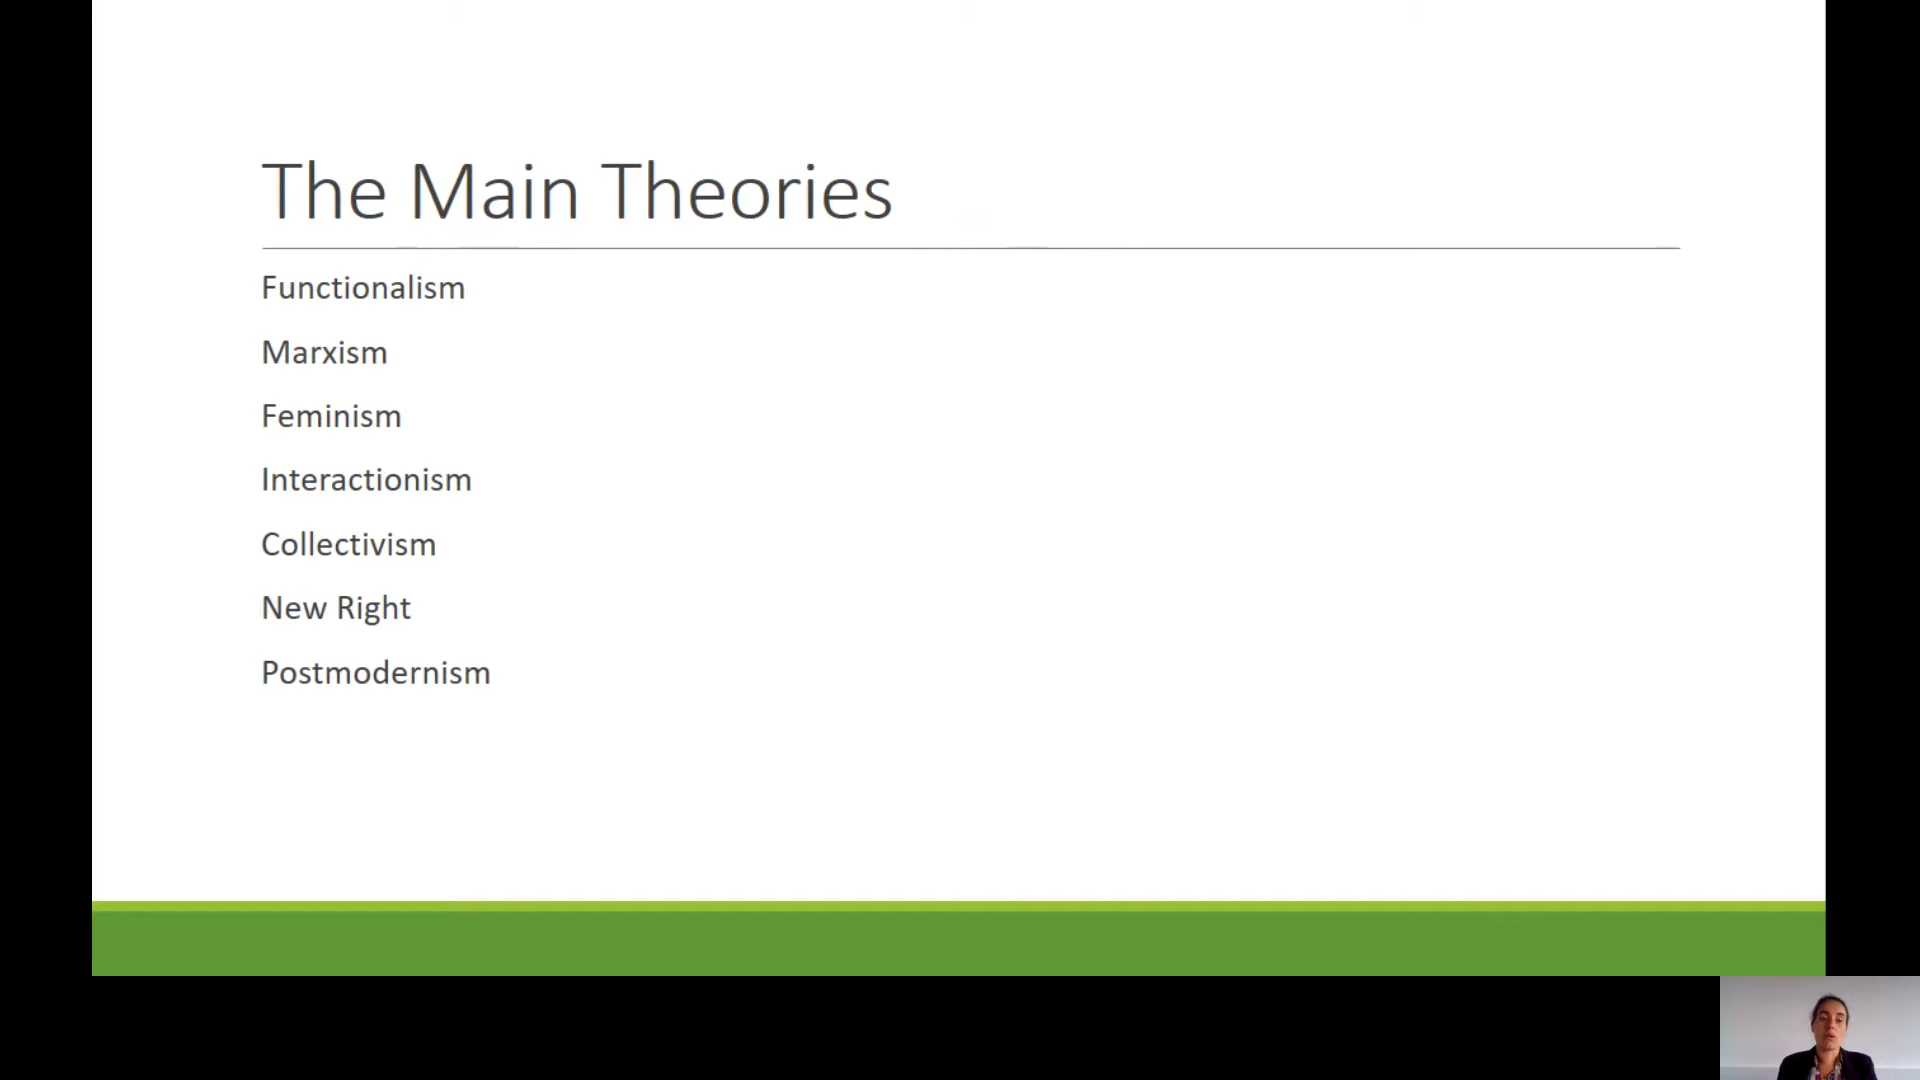 The Main Theories
Functionalism
Marxism
Feminism
Interactionism
Collectivism
New Right
Postmodernism